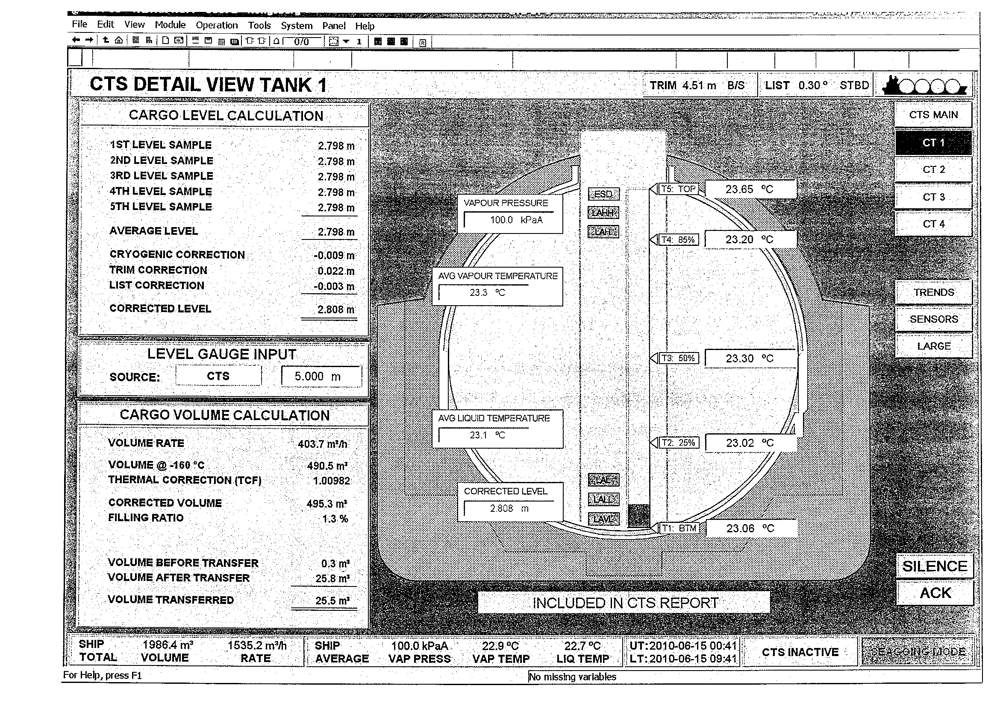 File Edit View Module Operation Tools System Panel Help
0/0 1 R
CTS DETAIL VIEW TANK 1
TRIM 4.51 m B/S LIST 0.30 º STBD
CARGO LEVEL CALCULATION
1ST LEVEL SAMPLE 2.798 m
2ND LEVEL SAMPLE 2.798 m
3RD LEVEL SAMPLE 2.798 m
4TH LEVEL SAMPLE 2.798 m
5TH LEVEL SAMPLE 2.798 m
AVERAGE LEVEL 2.798 m
CRYOGENIC CORRECTION -0.009 m
TRIM CORRECTION 0.022 m
LIST CORRECTION -0.003 m
CORRECTED LEVEL 2.808 m
LEVEL GAUGE INPUT
SOURCE: CTS 5.000 m
CARGO VOLUME CALCULATION
VOLUME RATE 403.7 m³/h
VOLUME @ -160 ºC 490.5 m³
THERMAL CORRECTION (TCF) 1.00982
CORRECTED VOLUME 495.3 m³
FILLING RATIO 1.3 %
VOLUME BEFORE TRANSFER 0.3 m³
VOLUME AFTER TRANSFER 25.8 m³
VOLUME TRANSFERRED 25.5 m³
VAPOUR PRESSURE
100.0 kPaA
AVG VAPOUR TEMPERATURE
23.3 ºC
AVG LIQUID TEMPERATURE
23.1 ºC
CORRECTED LEVEL
2.808 m
ESD
LAHH
LAH
LAL
LALL
LAVL
T5: TOP 23.65 ºC
T4: 85% 23.20 ºC
T3: 50% 23.30 ºC
T2: 25% 23.02 ºC
T1: BTM 23.06 ºC
INCLUDED IN CTS REPORT
CTS MAIN
CT 1
CT 2
CT 3
CT 4
TRENDS
SENSORS
LARGE
SILENCE
ACK
SHIP 1986.4 m³ 1535.2 m³/h
TOTAL VOLUME RATE
SHIP 100.0 kPaA 22.9 ºC 22.7 ºC
AVERAGE VAP PRESS VAP TEMP LIQ TEMP
UT: 2010-06-15 00:41
LT: 2010-06-15 09:41
CTS INACTIVE
SEAGOING MODE
For Help, press F1
No missing variables